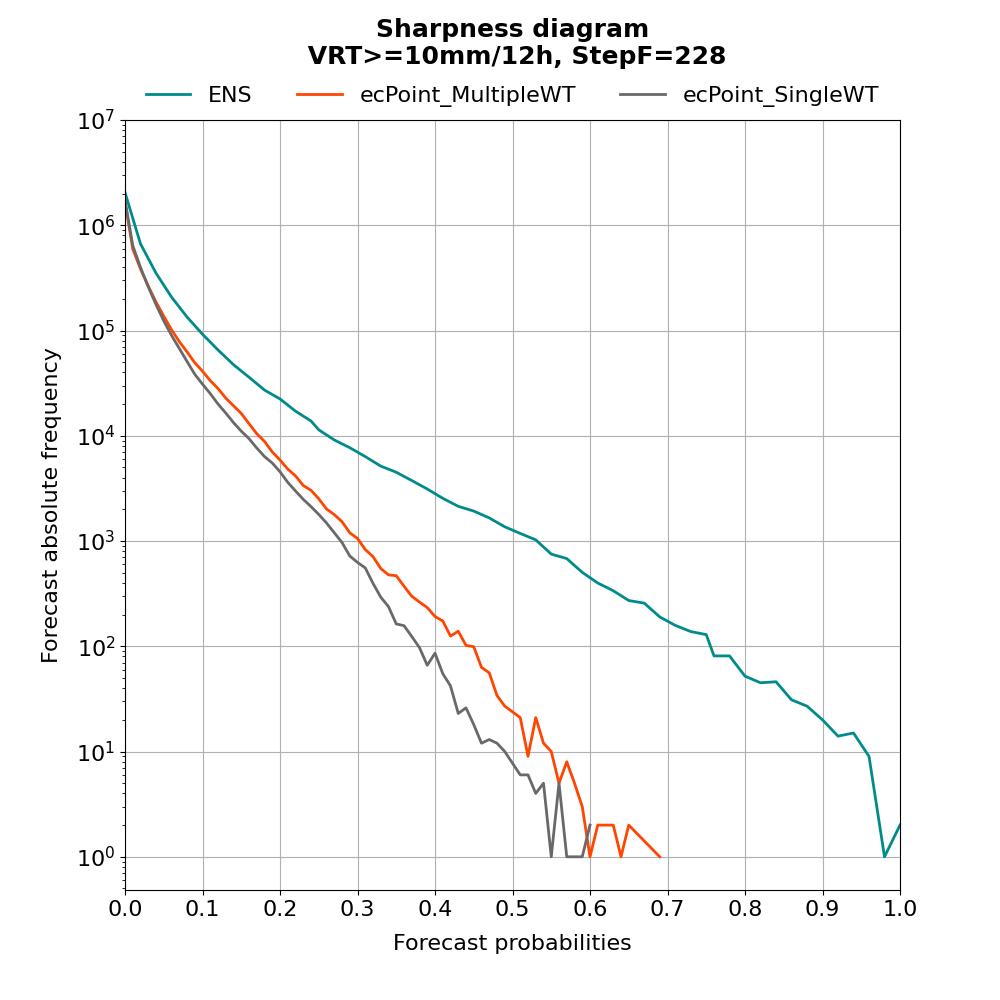 Sharpness diagram
VRT>=10mm/12h, StepF=228
ENS ecPoint_MultipleWT ecPoint_SingleWT
10^7
10^6
10^5
10^4
10^3
10^2
10^1
10^0
Forecast absolute frequency
0.0 0.1 0.2 0.3 0.4 0.5 0.6 0.7 0.8 0.9 1.0
Forecast probabilities